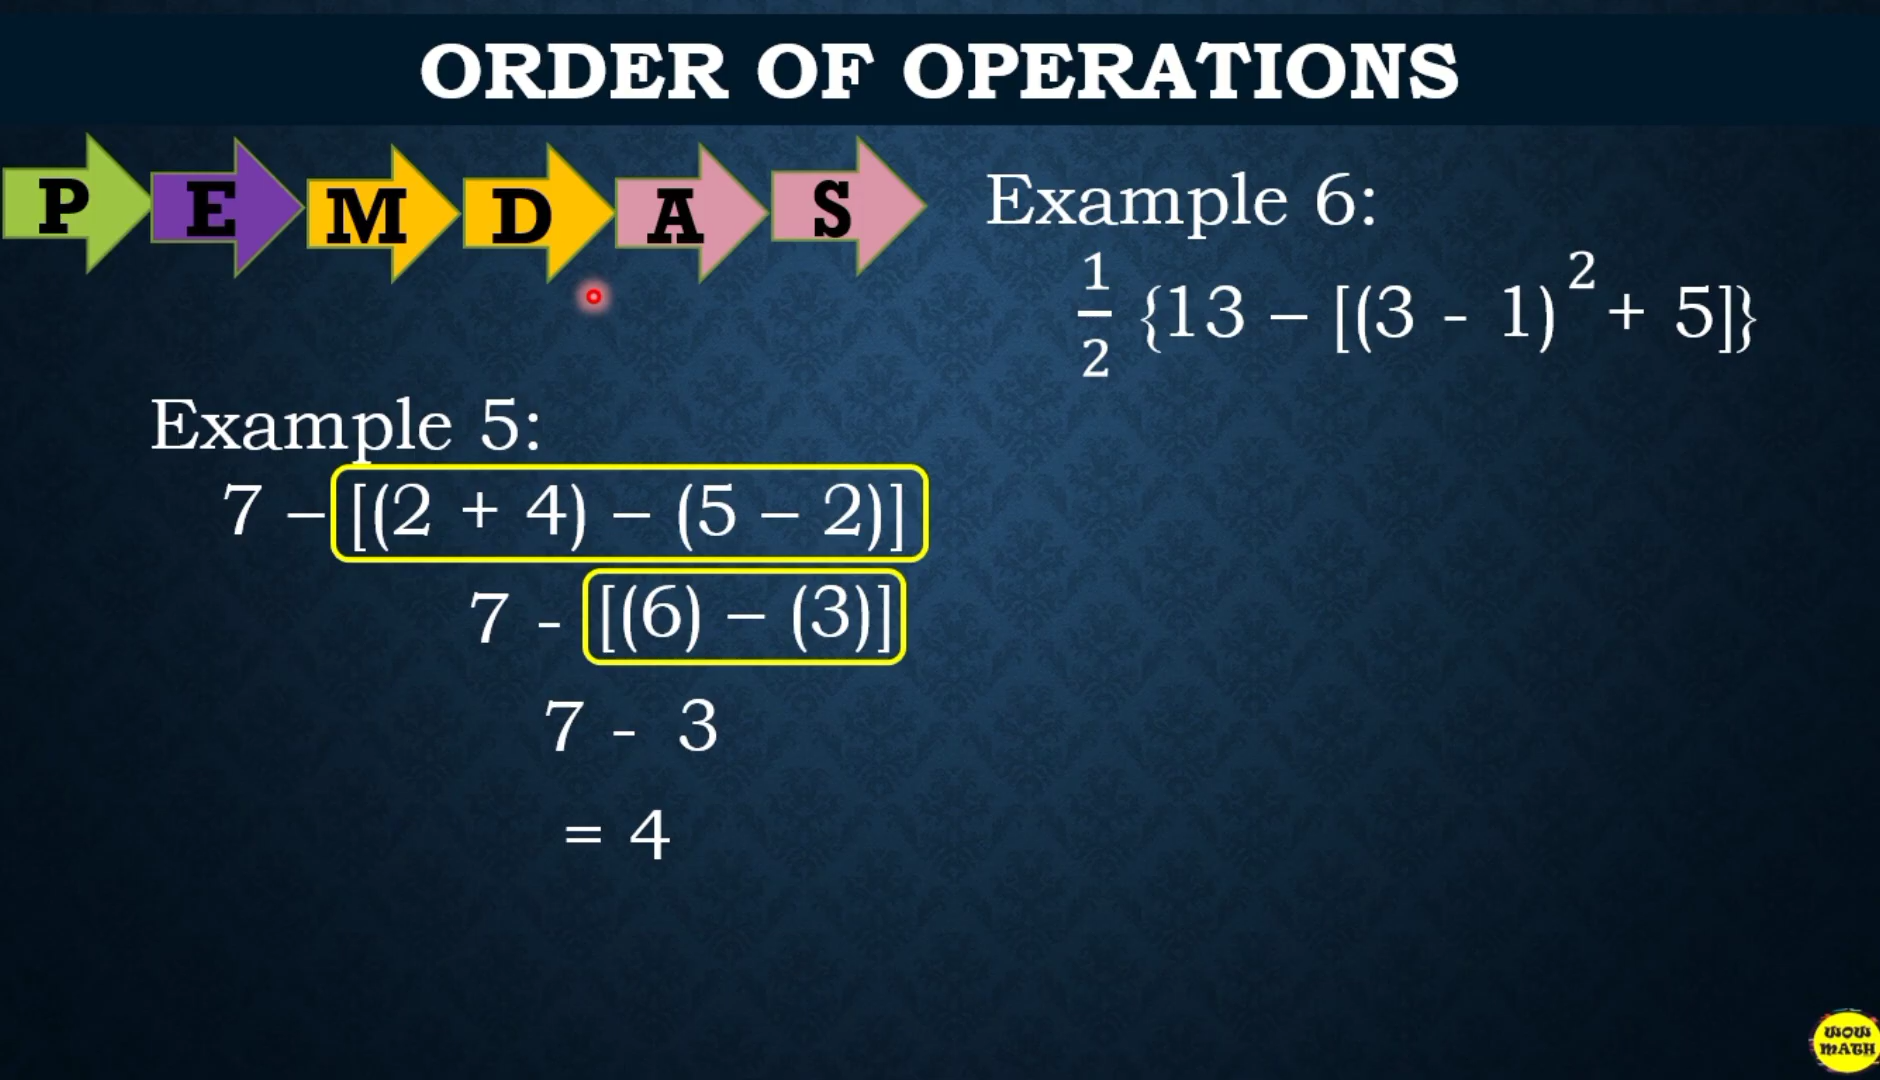 ORDER OF OPERATIONS
P E M D A S
Example 5:
7 – [(2 + 4) – (5 – 2)]
7 - [(6) – (3)]
7 - 3
= 4
Example 6:
1/2 {13 – [(3 - 1)² + 5]}
WOW
MATH